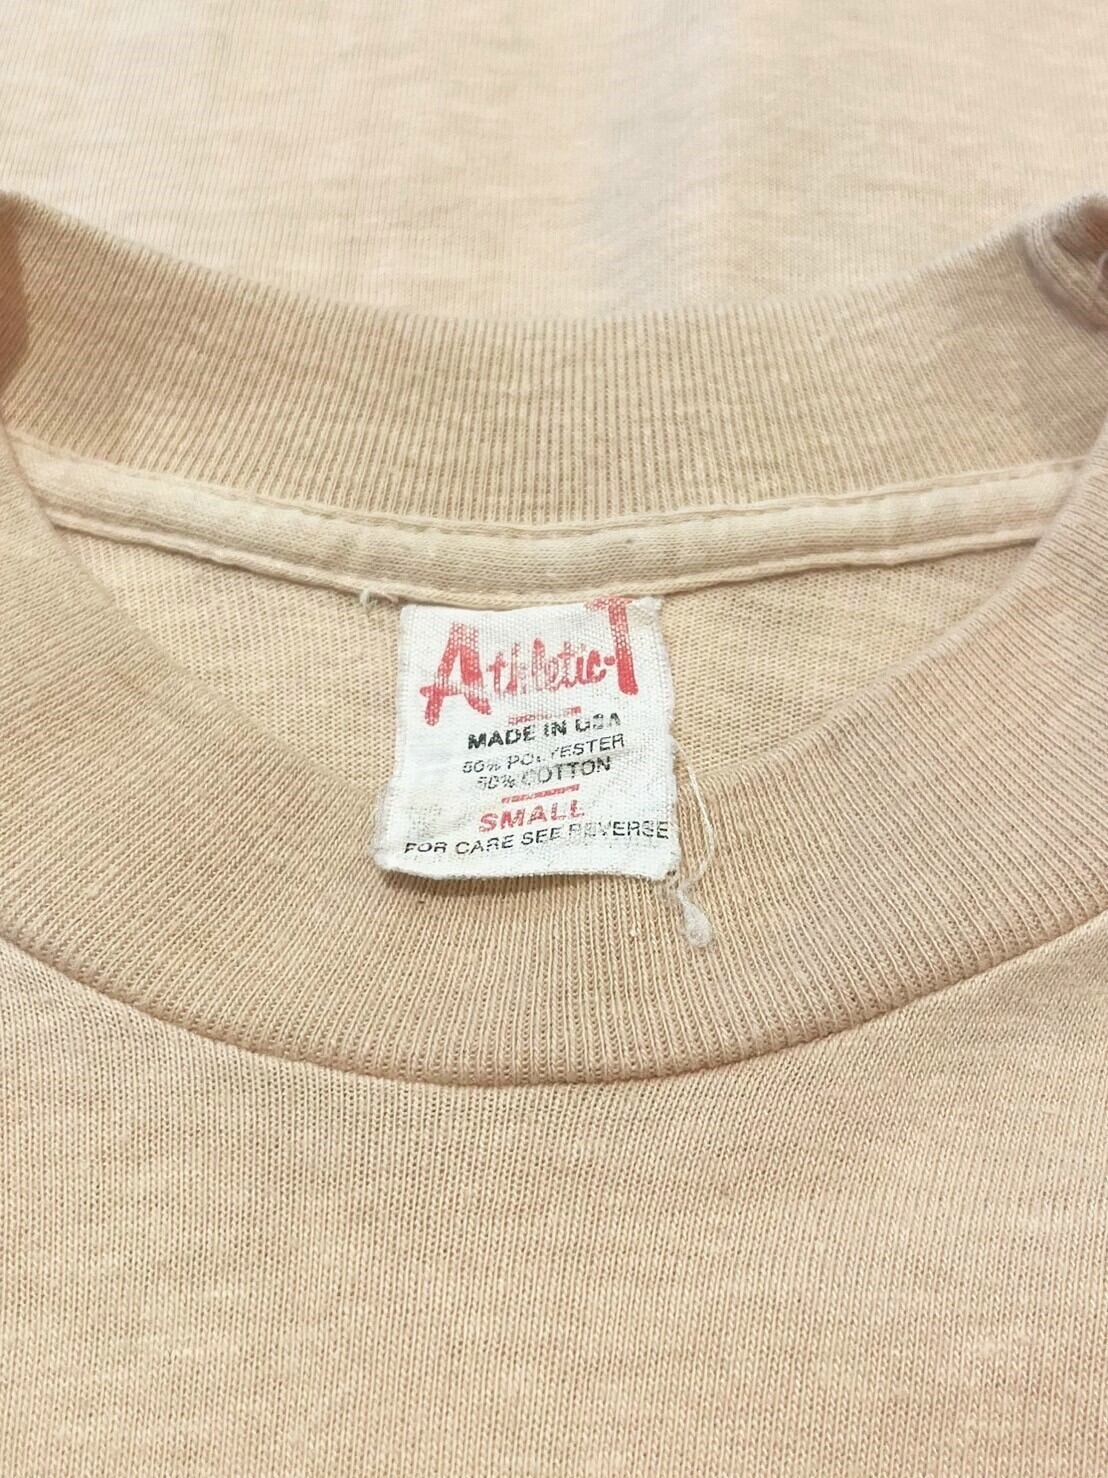 Athletic-T
MADE IN USA
50% POLYESTER
50% COTTON
SMALL
FOR CARE SEE REVERSE